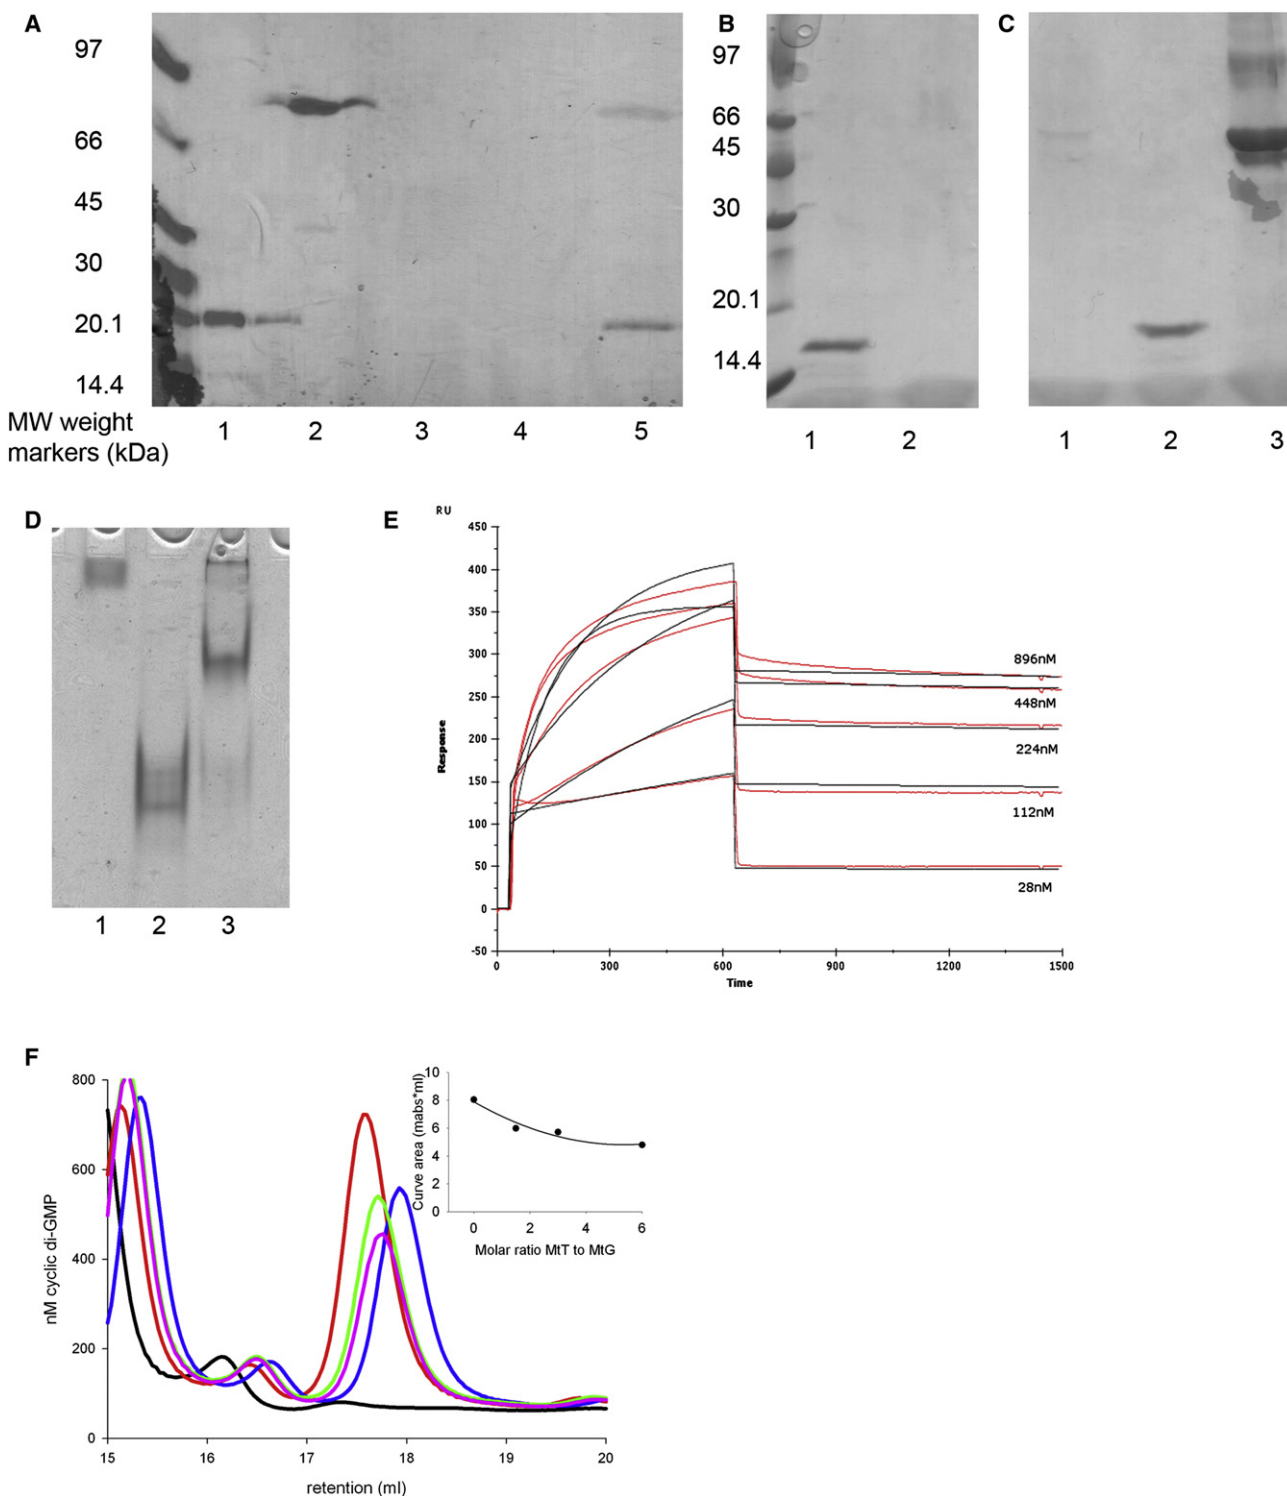 A
97
66
45
30
20.1
14.4
MW weight
markers (kDa)
1 2 3 4 5
B
97
66
45
30
20.1
14.4
1 2
C
1 2 3
D
1 2 3
E
RU
450
400
350
300
250
200
150
100
50
0
-50
Response
0 300 600 900 1200 1500
Time
896nM
448nM
224nM
112nM
28nM
F
800
600
400
200
0
nM cyclic di-GMP
15 16 17 18 19 20
retention (ml)
10
8
6
4
2
0
Curve area (mabs*ml)
0 2 4 6
Molar ratio MtT to MtG